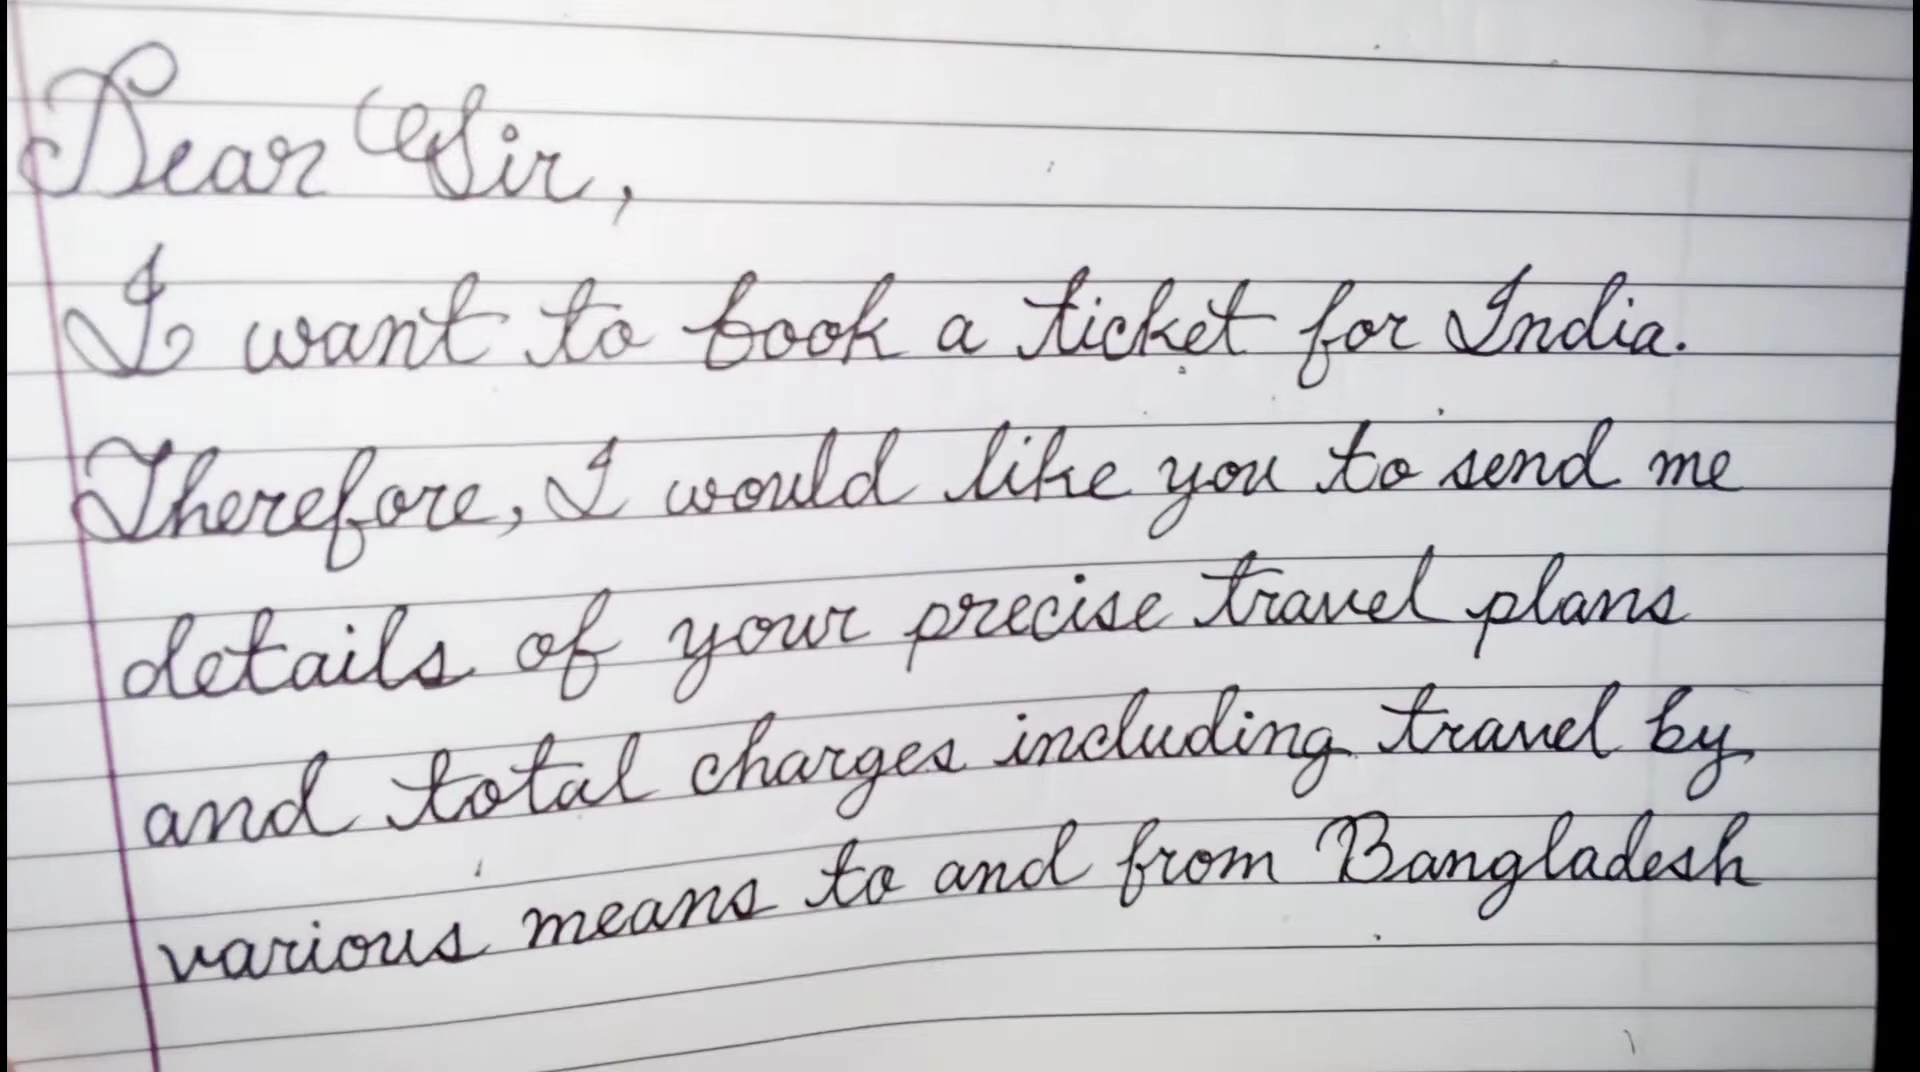 Dear Sir,
I want to book a ticket for India.
Therefore, I would like you to send me
details of your precise travel plans
and total charges including travel by
various means to and from Bangladesh